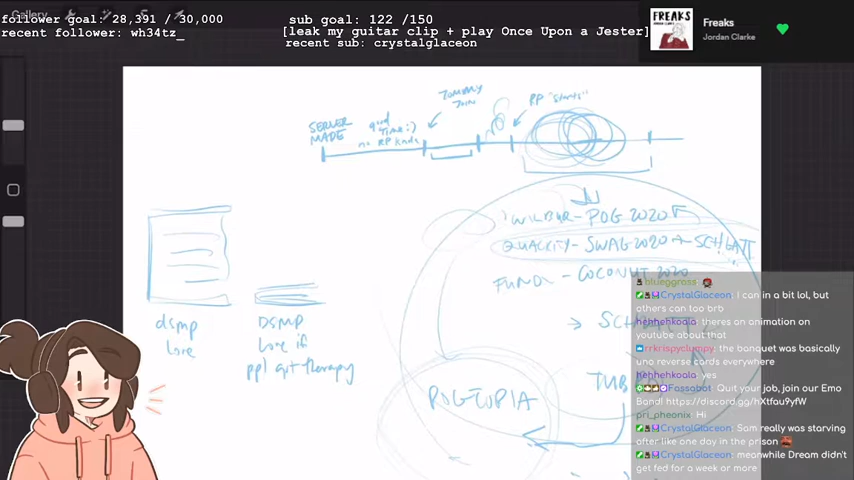 Gallery
follower goal: 28,391 / 30,000
recent follower: wh34tz_
sub goal: 122 /150
[leak my guitar clip + play Once Upon a Jester]
recent sub: crystalglaceon
FREAKS
Freaks
Jordan Clarke
SERVER
MADE
good
time :)
no RP kinda
TOMMY
JOIN
RP "starts"
WILBUR - POG 2020
QUACKITY - SWAG 2020 + SCHLATT
FUNDY - COCONUT 2020
POGTOPIA
dsmp
lore
DSMP
lore if
ppl got therapy
blueggross:
CrystalGlaceon: I can in a bit lol, but
others can too brb
hehhehkoala: theres an animation on
youtube about that
rrkrispycluppy: the banquet was basically
uno reverse cards everywhere
hehhehkoala: yes
Fossabot: Quit your job, join our Emo
Band! https://discord.gg/hXtfau9yfW
pri_pheonix: Hi
CrystalGlaceon: Sam really was starving
after like one day in the prison
CrystalGlaceon: meanwhile Dream didn't
get fed for a week or more